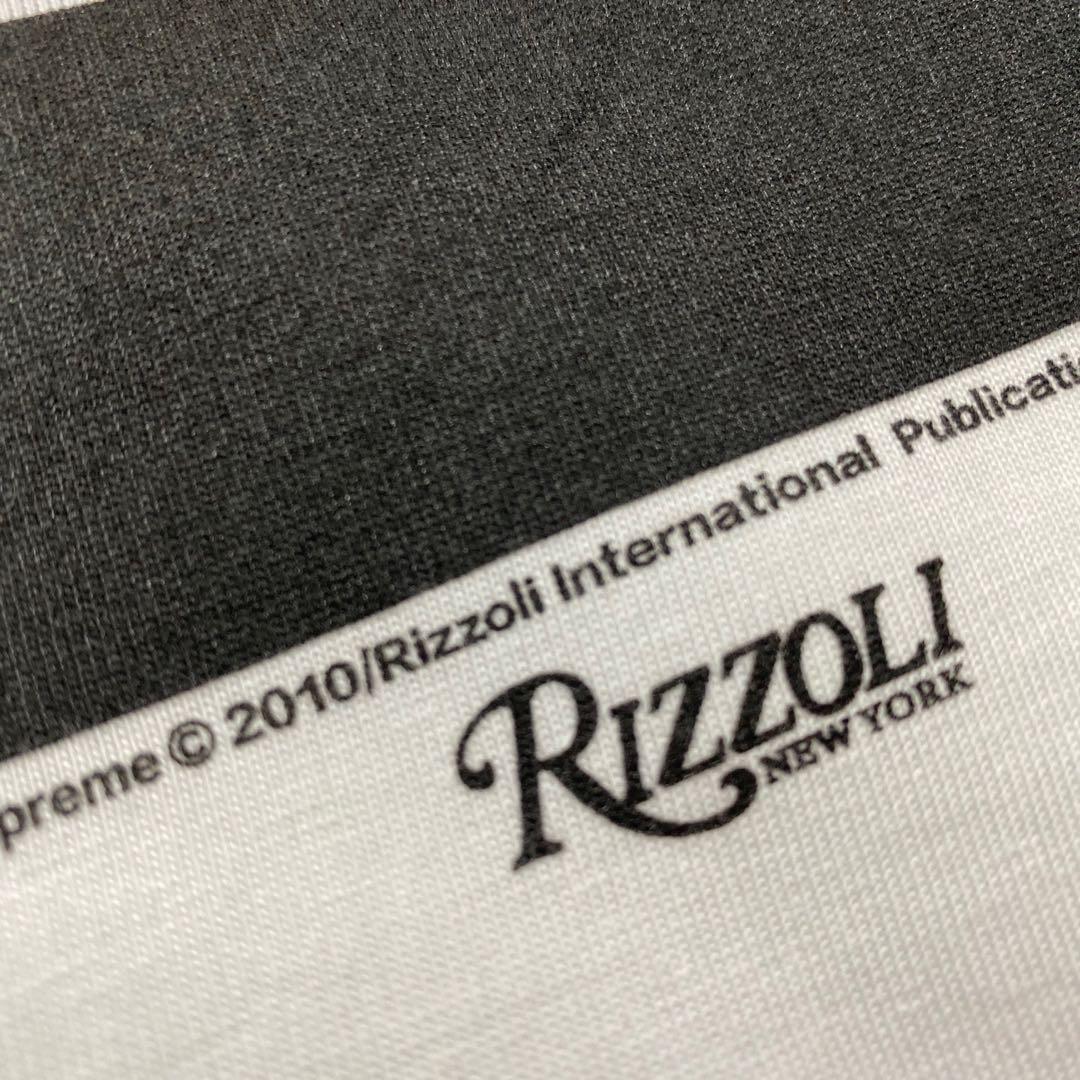 preme © 2010/Rizzoli International Publicati
RIZZOLI
NEW YORK